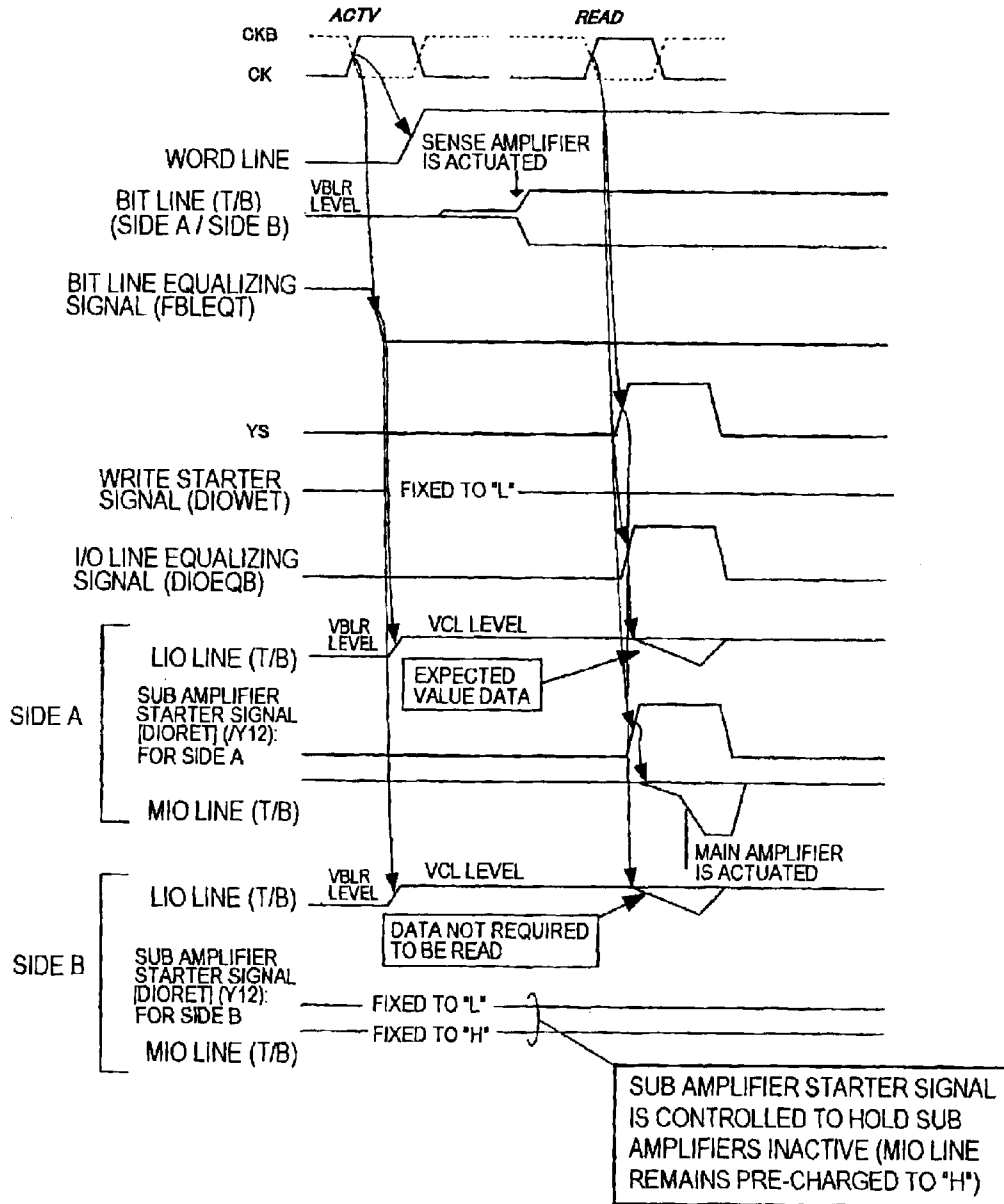 ACTV
READ
CKB
CK
WORD LINE
SENSE AMPLIFIER
IS ACTUATED
BIT LINE (T/B)
(SIDE A / SIDE B)
VBLR
LEVEL
BIT LINE EQUALIZING
SIGNAL (FBLEQT)
YS
WRITE STARTER
SIGNAL (DIOWET)
FIXED TO "L"
I/O LINE EQUALIZING
SIGNAL (DIOEQB)
SIDE A
LIO LINE (T/B)
VBLR
LEVEL
VCL LEVEL
EXPECTED
VALUE DATA
SUB AMPLIFIER
STARTER SIGNAL
[DIORET] (/Y12):
FOR SIDE A
MIO LINE (T/B)
MAIN AMPLIFIER
IS ACTUATED
SIDE B
LIO LINE (T/B)
VBLR
LEVEL
VCL LEVEL
DATA NOT REQUIRED
TO BE READ
SUB AMPLIFIER
STARTER SIGNAL
[DIORET] (Y12):
FOR SIDE B
FIXED TO "L"
FIXED TO "H"
MIO LINE (T/B)
SUB AMPLIFIER STARTER SIGNAL
IS CONTROLLED TO HOLD SUB
AMPLIFIERS INACTIVE (MIO LINE
REMAINS PRE-CHARGED TO "H")